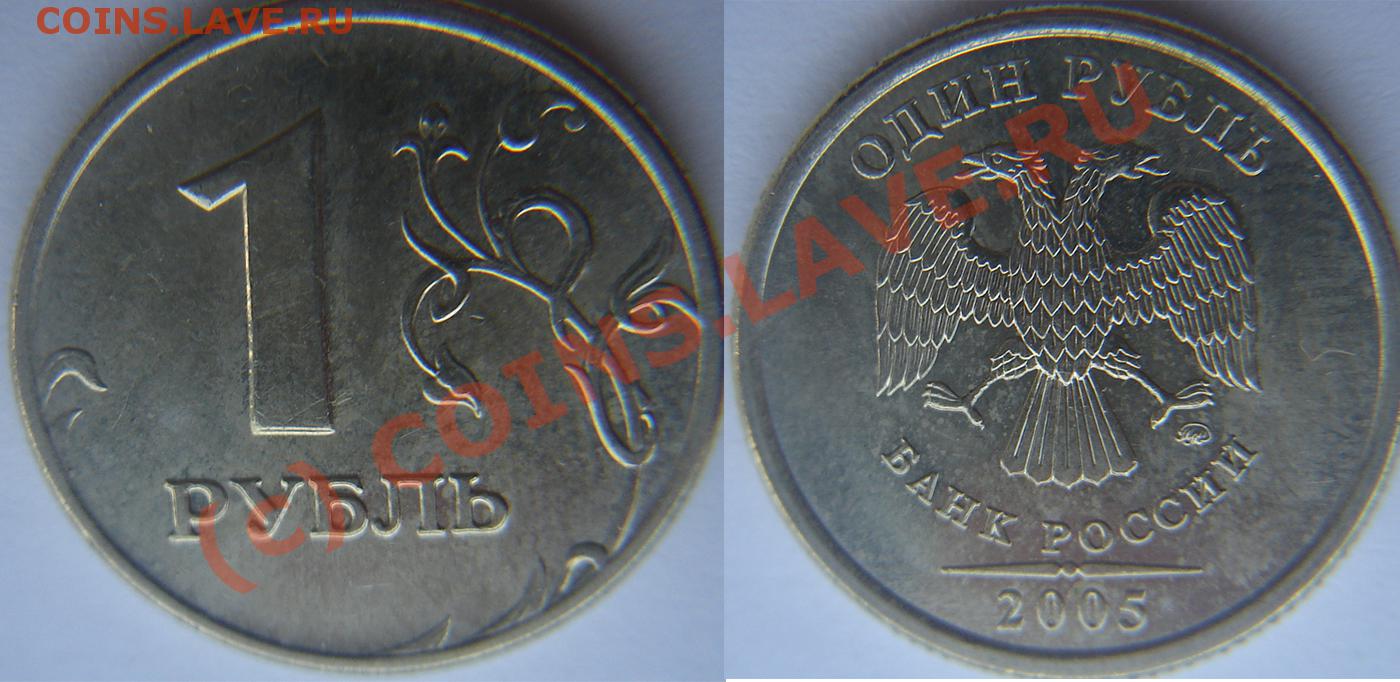 COINS.LAVE.RU
1
РУБЛЬ
ОДИН РУБЛЬ
БАНК РОССИИ
2005
(c) COINS.LAVE.RU